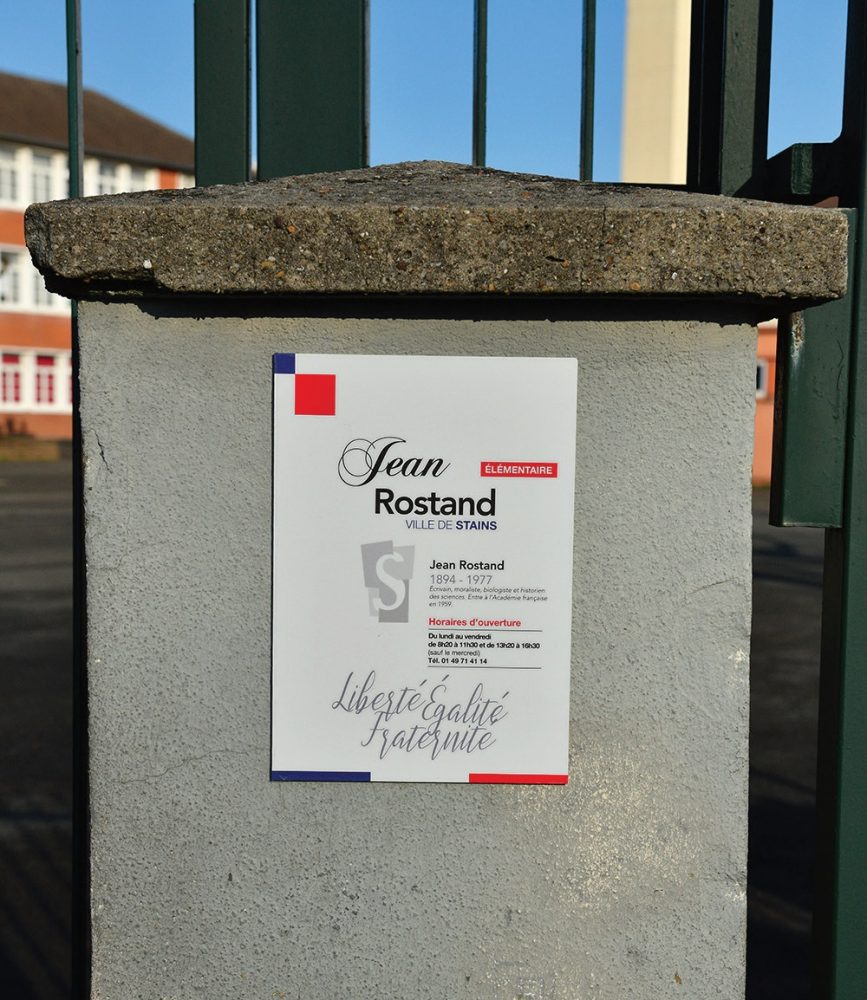 Jean
ÉLÉMENTAIRE
Rostand
VILLE DE STAINS
S
Jean Rostand
1894 - 1977
Écrivain, moraliste, biologiste et historien
des sciences. Entre à l'Académie française
en 1959.
Horaires d'ouverture
Du lundi au vendredi
de 8h20 à 11h30 et de 13h20 à 16h30
(sauf le mercredi)
Tél. 01 49 71 41 14
Liberté Égalité
Fraternité